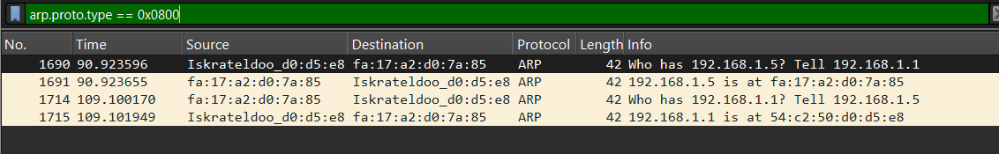 arp.proto.type == 0x0800
No. Time Source Destination Protocol Length Info
1690 90.923596 Iskrateldoo_d0:d5:e8 fa:17:a2:d0:7a:85 ARP 42 Who has 192.168.1.5? Tell 192.168.1.1
1691 90.923655 fa:17:a2:d0:7a:85 Iskrateldoo_d0:d5:e8 ARP 42 192.168.1.5 is at fa:17:a2:d0:7a:85
1714 109.100170 fa:17:a2:d0:7a:85 Iskrateldoo_d0:d5:e8 ARP 42 Who has 192.168.1.1? Tell 192.168.1.5
1715 109.101949 Iskrateldoo_d0:d5:e8 fa:17:a2:d0:7a:85 ARP 42 192.168.1.1 is at 54:c2:50:d0:d5:e8